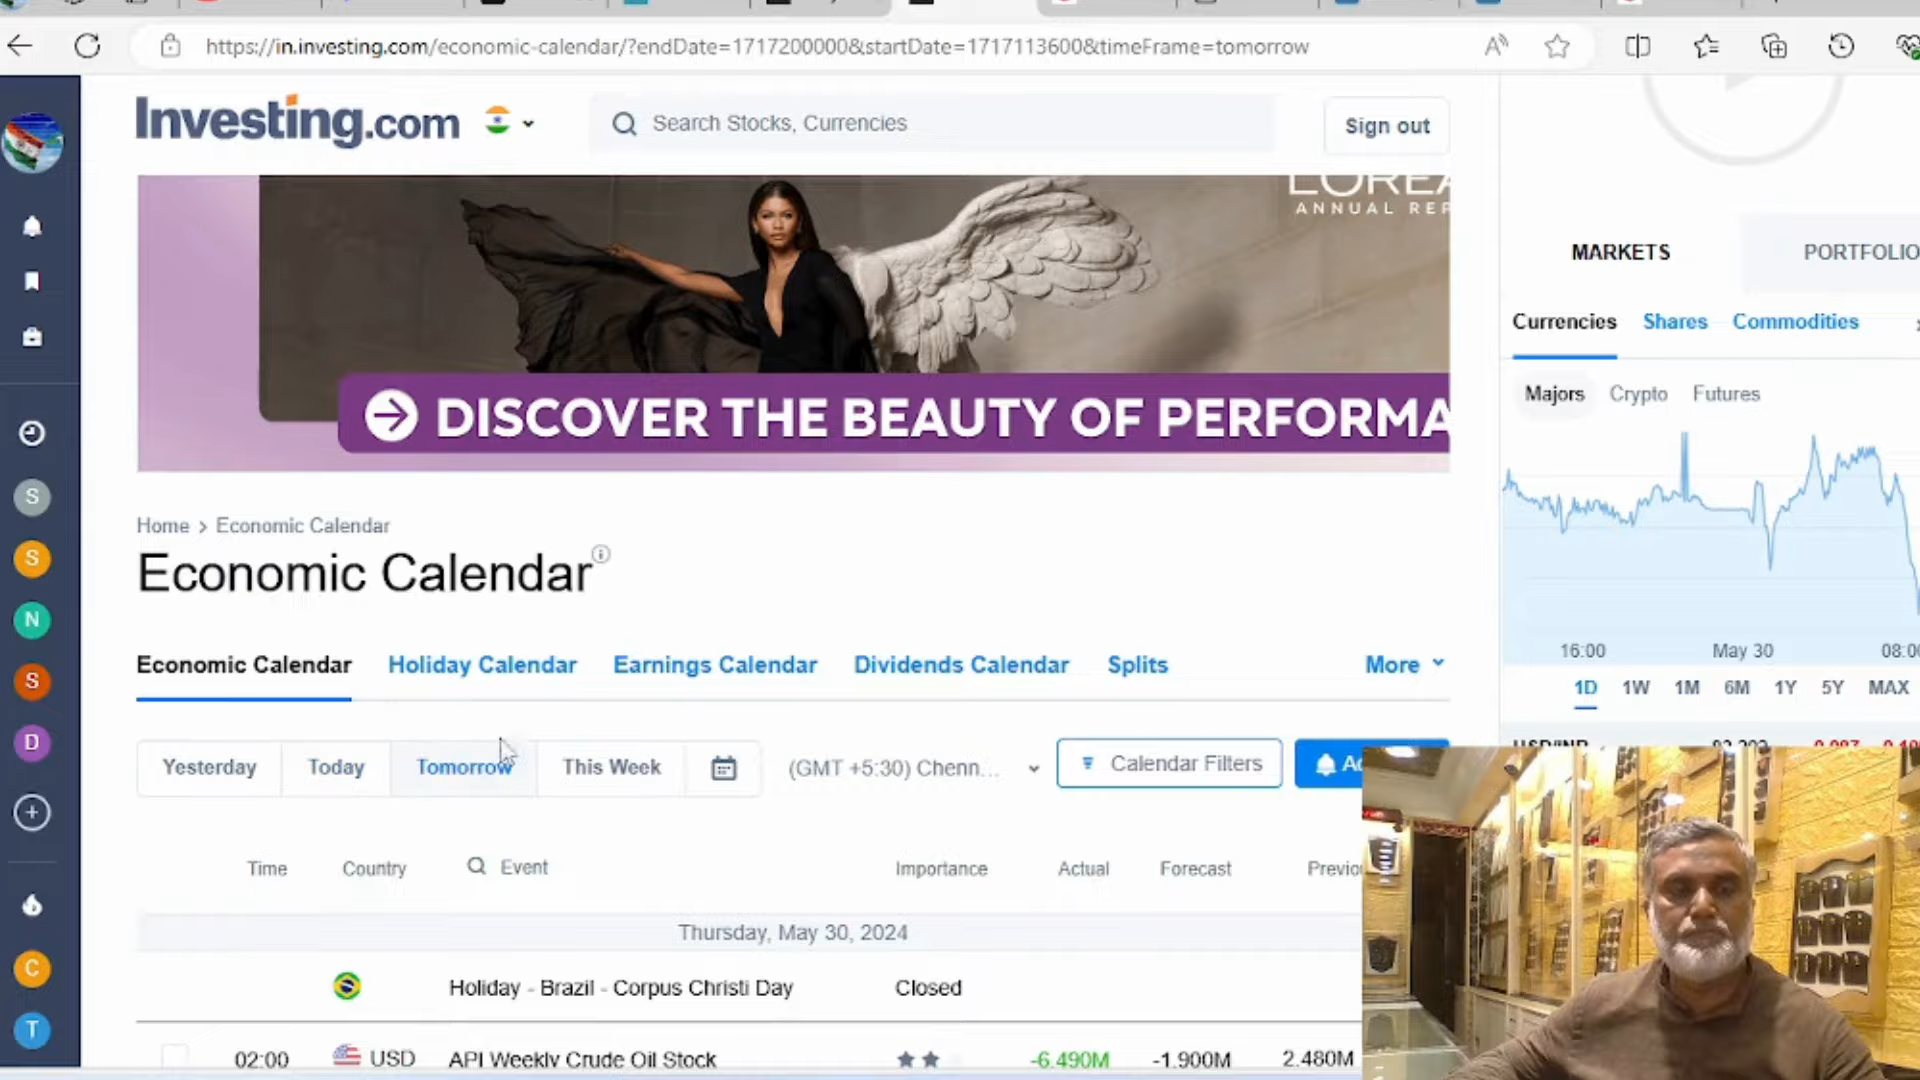 https://in.investing.com/economic-calendar/?endDate=1717200000&startDate=1717113600&timeFrame=tomorrow
Investing.com
Search Stocks, Currencies
Sign out
ANNUAL REP
DISCOVER THE BEAUTY OF PERFORMA
MARKETS
PORTFOLIO
Currencies
Shares
Commodities
Majors
Crypto
Futures
16:00
May 30
08:00
1D
1W
1M
6M
1Y
5Y
MAX
Home > Economic Calendar
Economic Calendar
Economic Calendar
Holiday Calendar
Earnings Calendar
Dividends Calendar
Splits
More
Yesterday
Today
Tomorrow
This Week
(GMT +5:30) Chenn...
Calendar Filters
Time
Country
Event
Importance
Actual
Forecast
Previo
Thursday, May 30, 2024
Holiday - Brazil - Corpus Christi Day
Closed
02:00
USD
API Weekly Crude Oil Stock
-6.490M
-1.900M
2.480M
S
S
N
S
D
C
T